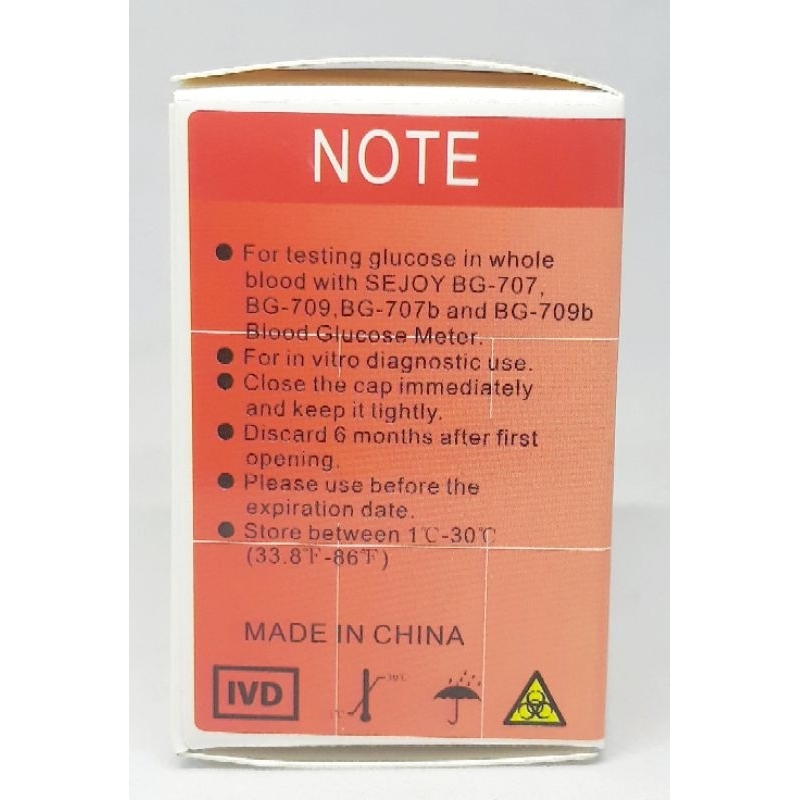 NOTE
● For testing glucose in whole
blood with SEJOY BG-707,
BG-709,BG-707b and BG-709b
Blood Glucose Meter.
● For in vitro diagnostic use.
● Close the cap immediately
and keep it tightly.
● Discard 6 months after first
opening.
● Please use before the
expiration date.
● Store between 1℃-30℃
(33.8℉-86℉)
MADE IN CHINA
IVD
30℃
1℃